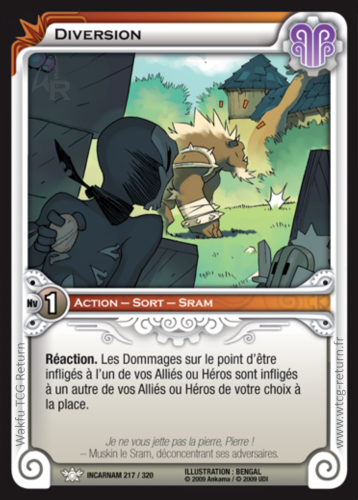 Diversion
Nv 1 Action – Sort – Sram
Réaction. Les Dommages sur le point d'être
infligés à l'un de vos Alliés ou Héros sont infligés
à un autre de vos Alliés ou Héros de votre choix à
la place.
Je ne vous jette pas la pierre, Pierre !
– Muskin le Sram, déconcentrant ses adversaires.
INCARNAM 217 / 320
ILLUSTRATION : BENGAL
© 2009 Ankama / © 2009 UDI
Wakfu TCG Return
www.wtcg-return.fr